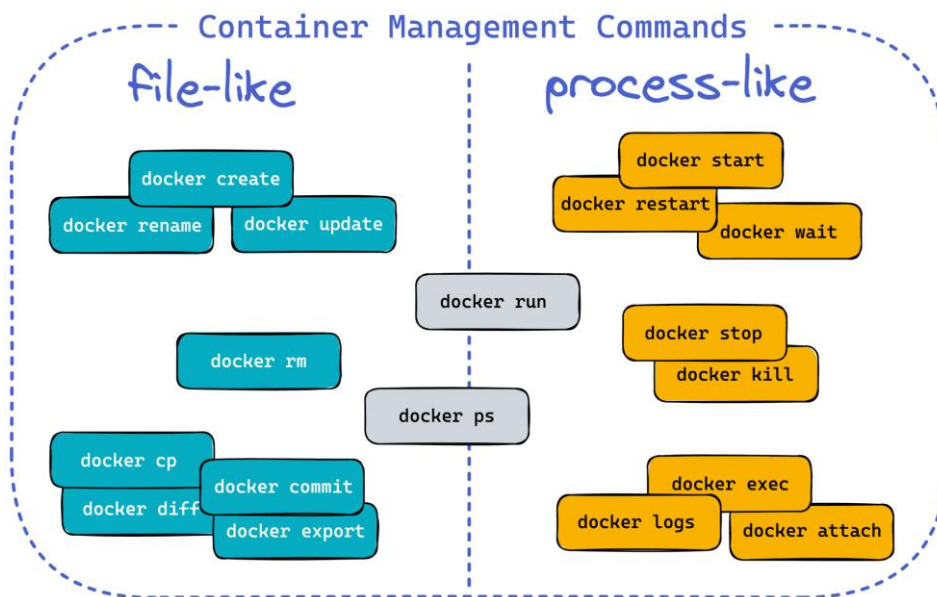 Container Management Commands
file-like
process-like
docker create
docker rename
docker update
docker start
docker restart
docker wait
docker run
docker rm
docker stop
docker kill
docker ps
docker cp
docker diff
docker commit
docker export
docker exec
docker logs
docker attach